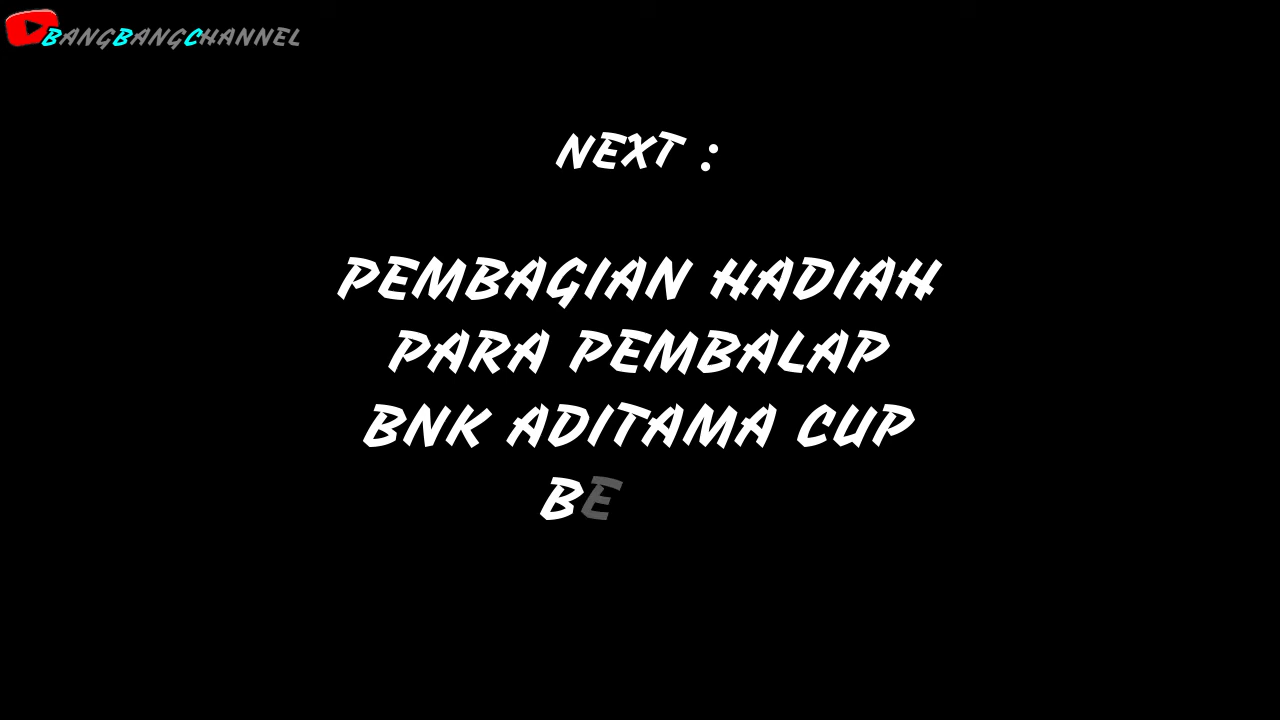 BANGBANGCHANNEL
NEXT :
PEMBAGIAN HADIAH
PARA PEMBALAP
BNK ADITAMA CUP
BE